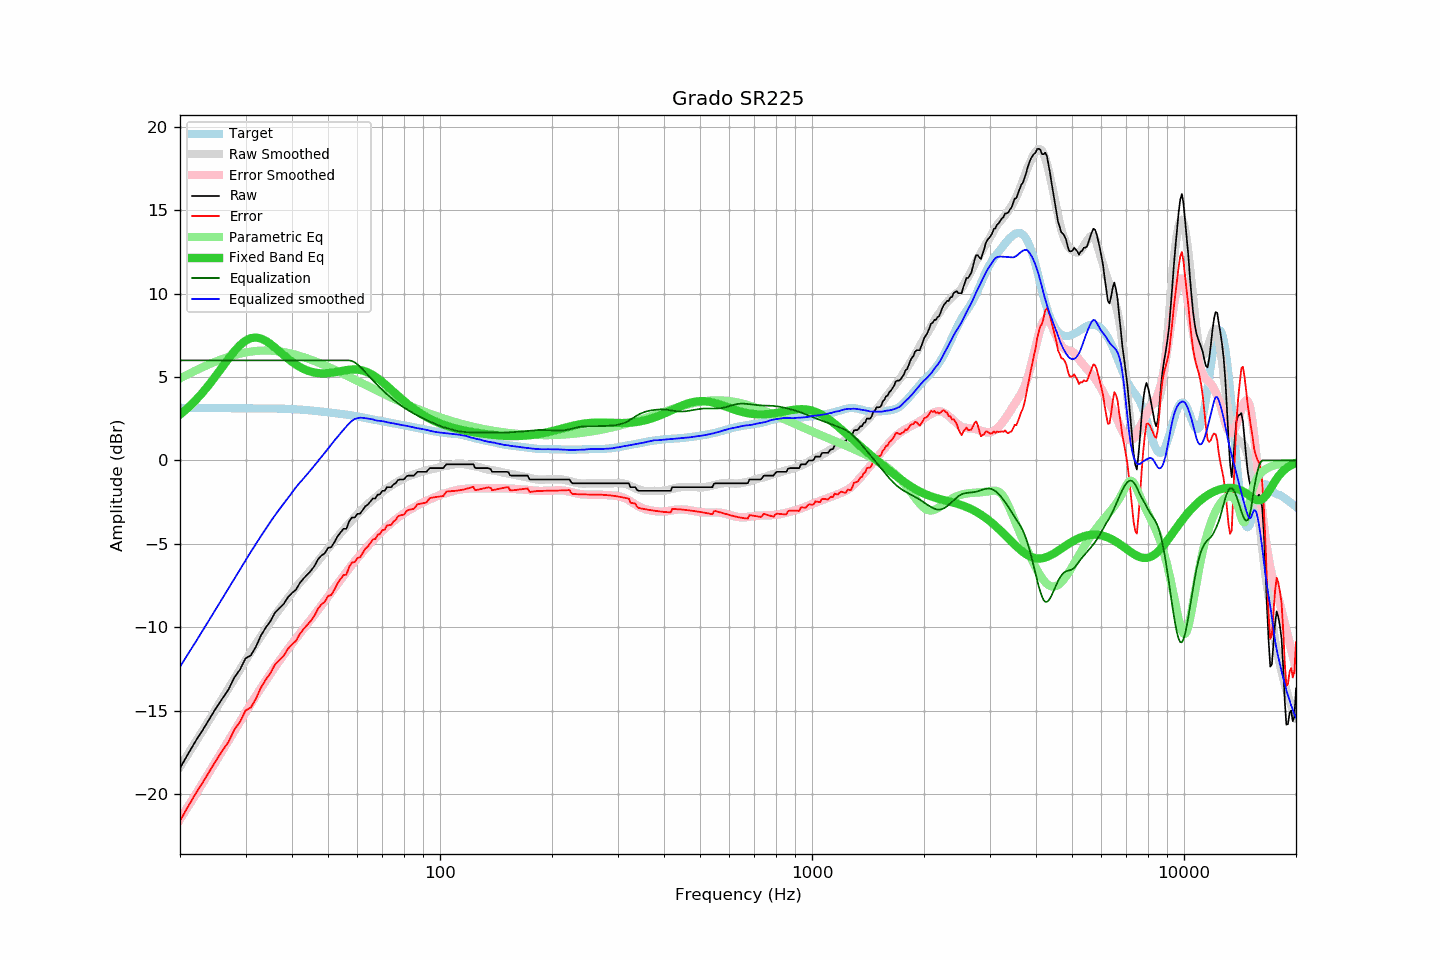 Grado SR225
Target
Raw Smoothed
Error Smoothed
Raw
Error
Parametric Eq
Fixed Band Eq
Equalization
Equalized smoothed
20
15
10
5
0
−5
−10
−15
−20
Amplitude (dBr)
100
1000
10000
Frequency (Hz)